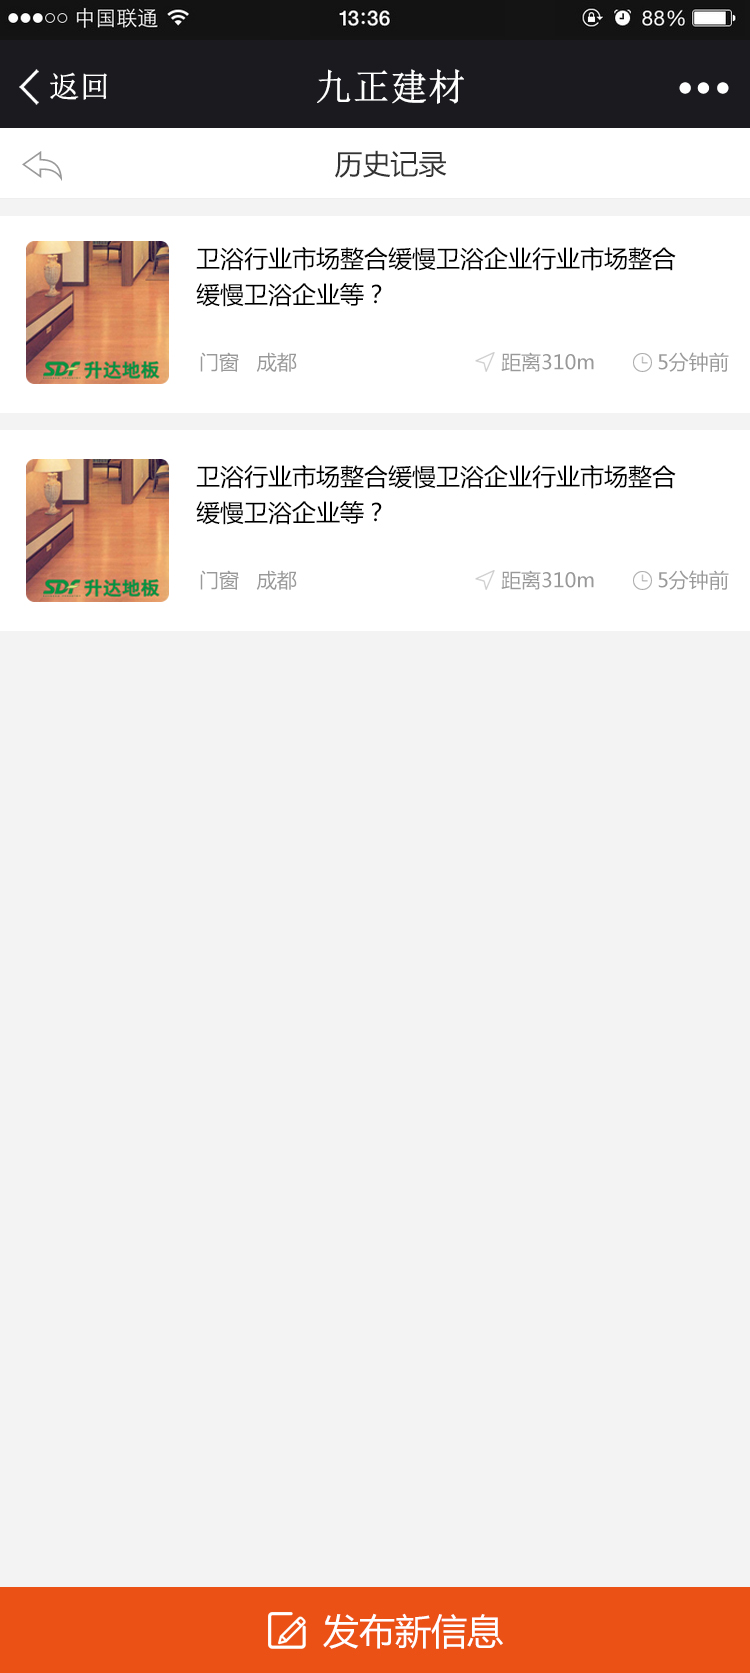 中国联通 13:36 88%
返回 九正建材
历史记录
卫浴行业市场整合缓慢卫浴企业行业市场整合
缓慢卫浴企业等？
SDF 升达地板
门窗 成都 距离310m 5分钟前
卫浴行业市场整合缓慢卫浴企业行业市场整合
缓慢卫浴企业等？
SDF 升达地板
门窗 成都 距离310m 5分钟前
发布新信息